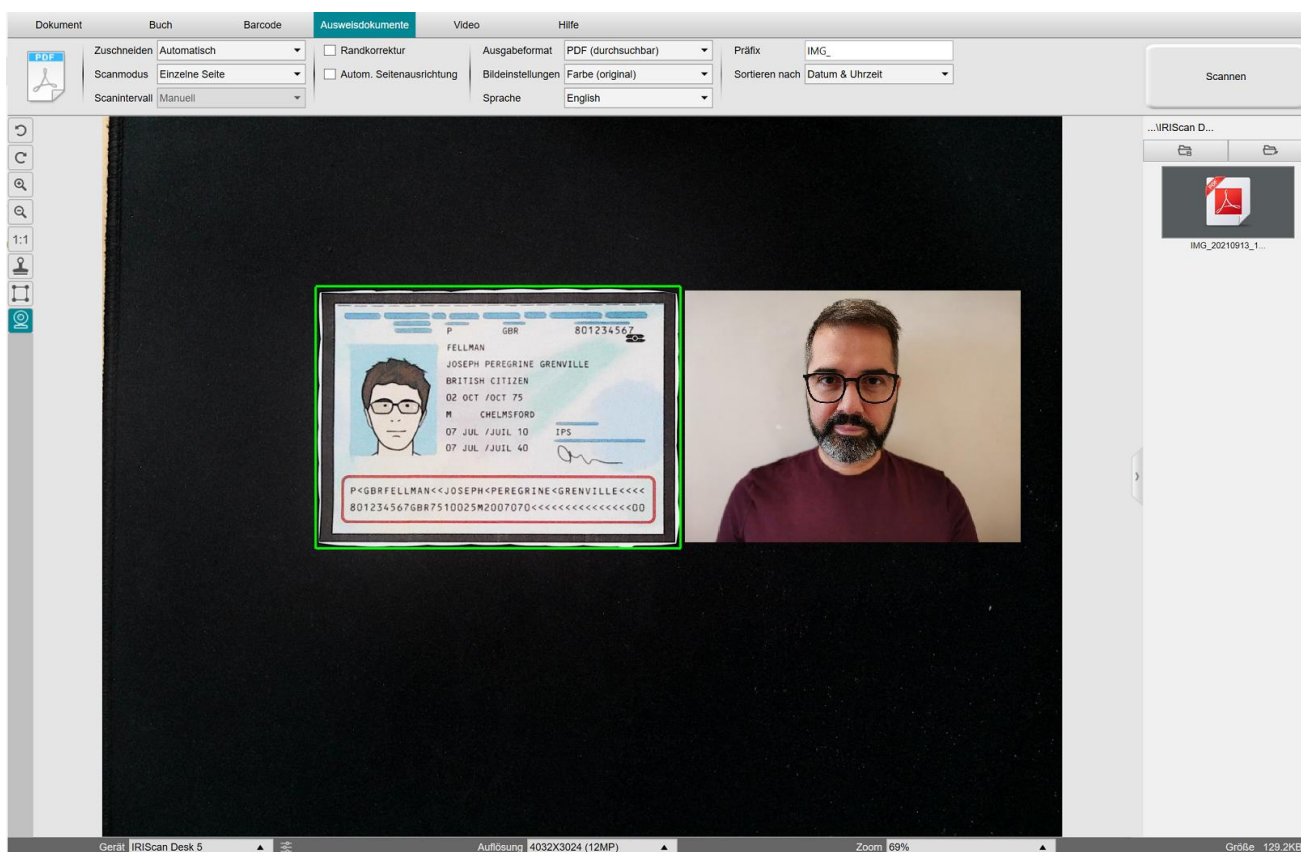 Dokument Buch Barcode Ausweisdokumente Video Hilfe
Zuschneiden Automatisch Randkorrektur Ausgabeformat PDF (durchsuchbar) Präfix IMG_
Scanmodus Einzelne Seite Autom. Seitenausrichtung Bildeinstellungen Farbe (original) Sortieren nach Datum & Uhrzeit
Scanintervall Manuell Sprache English
PDF
Scannen
...\IRIScan D...
PDF
IMG_20210913_1...
1:1
P GBR 801234567
FELLMAN
JOSEPH PEREGRINE GRENVILLE
BRITISH CITIZEN
02 OCT /OCT 75
M CHELMSFORD
07 JUL /JUIL 10 IPS
07 JUL /JUIL 40
P<GBRFELLMAN<<JOSEPH<PEREGRINE<GRENVILLE<<<<
801234567GBR7510025M2007070<<<<<<<<<<<<<<<00
Gerät IRIScan Desk 5 Auflösung 4032X3024 (12MP) Zoom 69% Größe 129.2KB